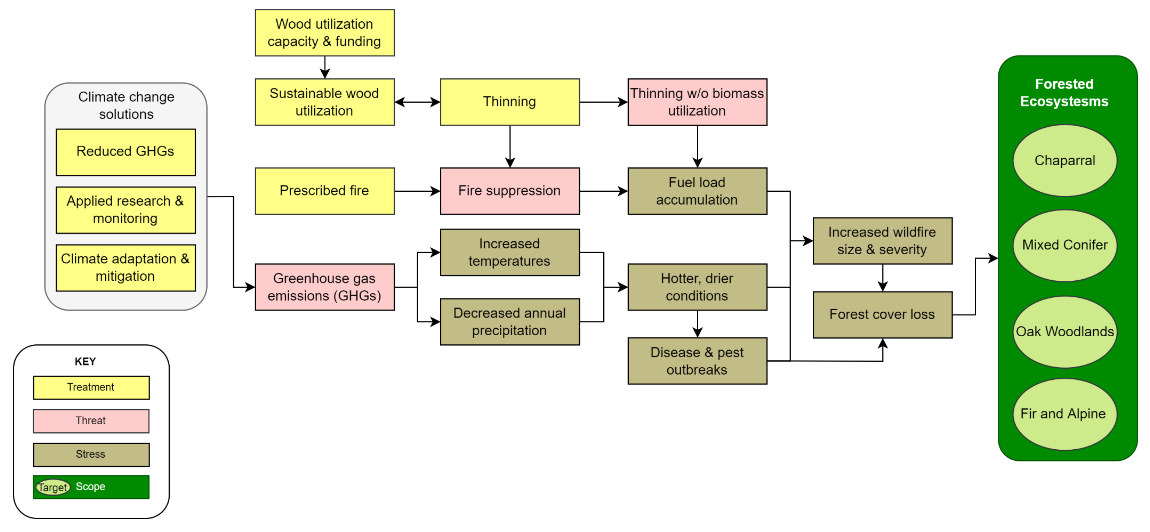 Wood utilization
capacity & funding
Climate change
solutions
Reduced GHGs
Applied research &
monitoring
Climate adaptation &
mitigation
Sustainable wood
utilization
Thinning
Thinning w/o biomass
utilization
Prescribed fire
Fire suppression
Fuel load
accumulation
Greenhouse gas
emissions (GHGs)
Increased
temperatures
Decreased annual
precipitation
Hotter, drier
conditions
Disease & pest
outbreaks
Increased wildfire
size & severity
Forest cover loss
Forested
Ecosystesms
Chaparral
Mixed Conifer
Oak Woodlands
Fir and Alpine
KEY
Treatment
Threat
Stress
Target Scope